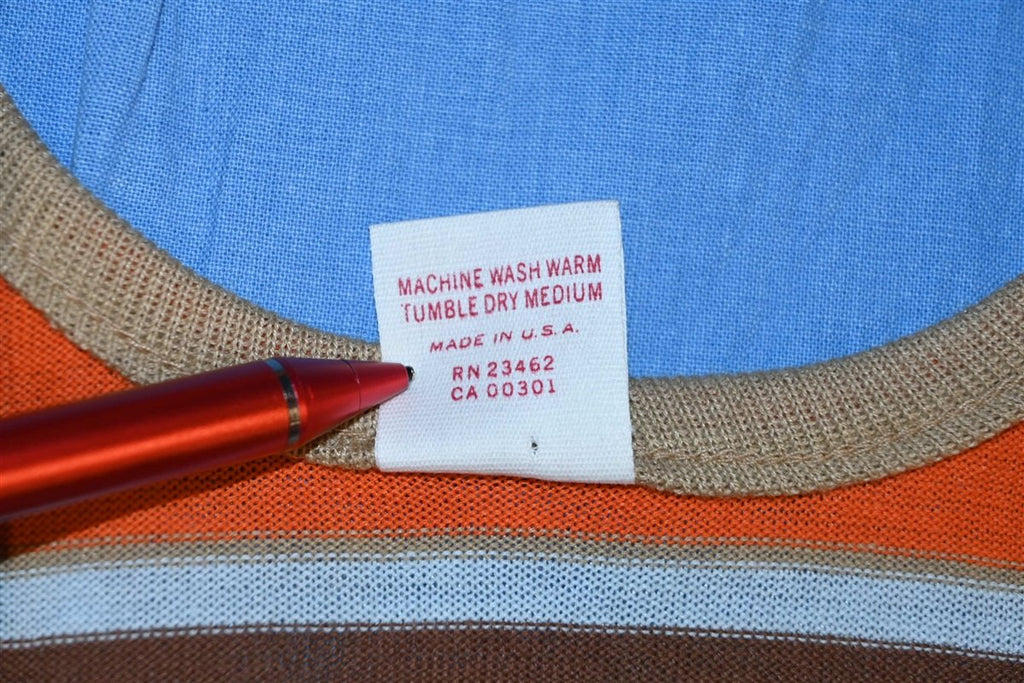 MACHINE WASH WARM
TUMBLE DRY MEDIUM
MADE IN U.S.A.
RN 23462
CA 00301